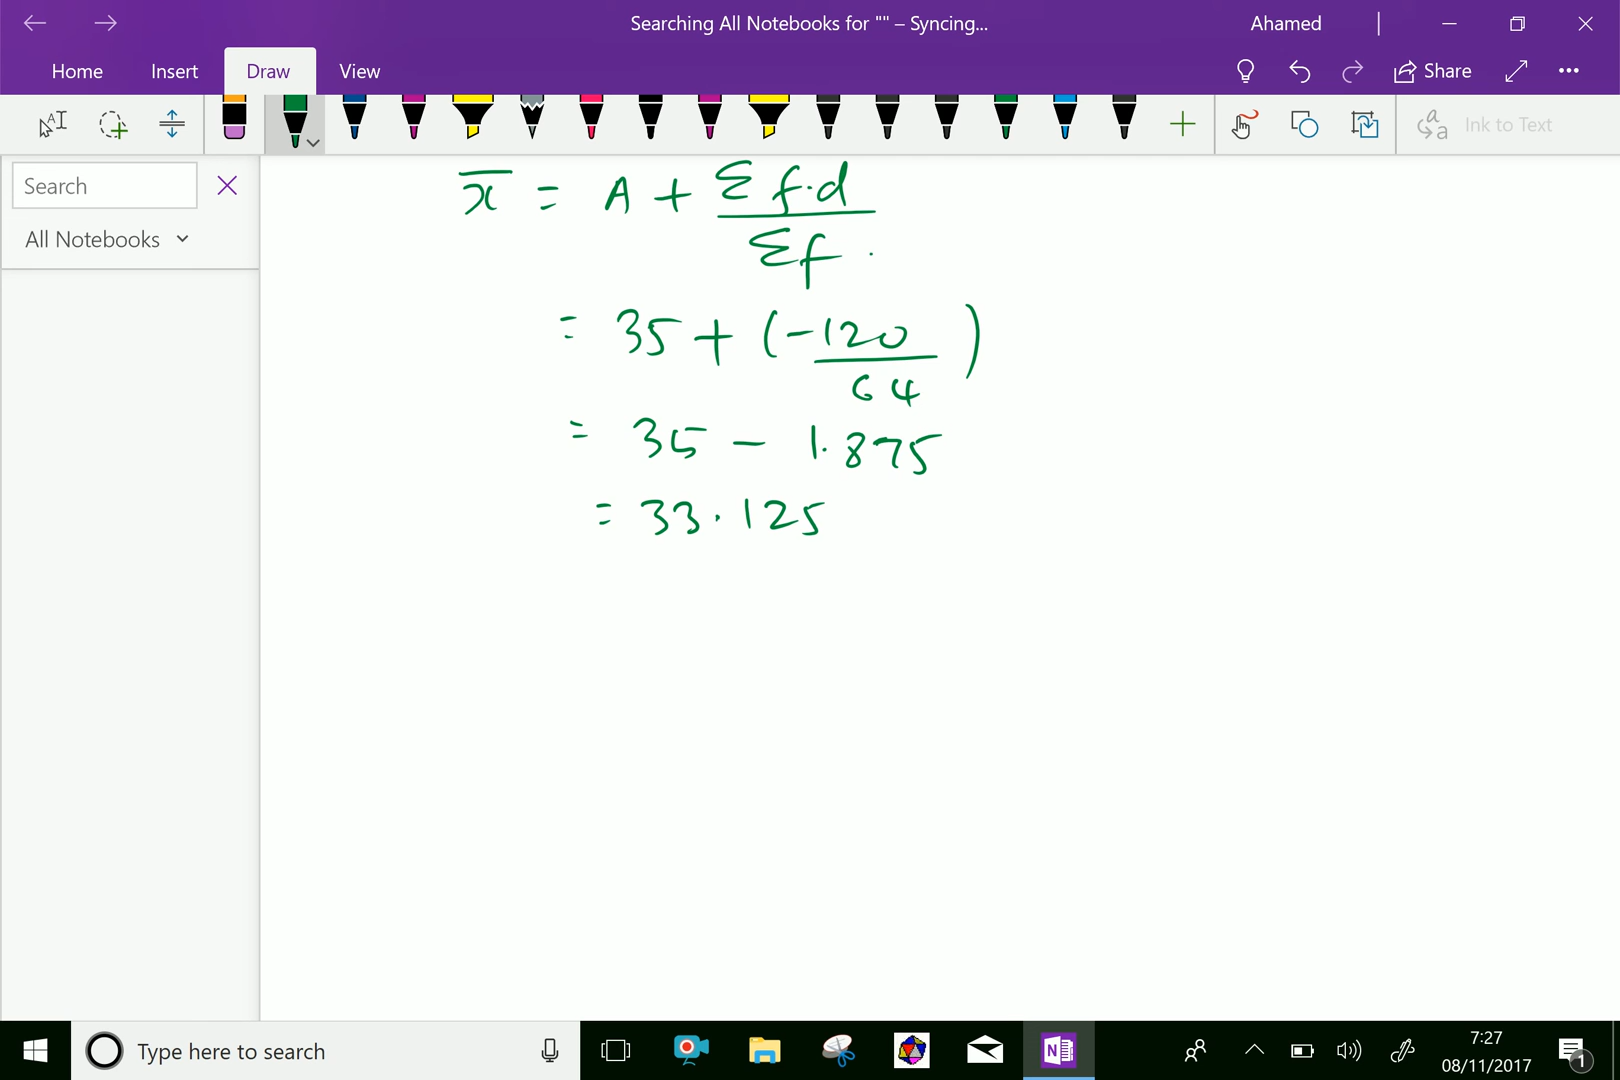 Searching All Notebooks for "" – Syncing...
Ahamed
Home Insert Draw View
Share
Ink to Text
Search
All Notebooks
x̄ = A + Σf·d
Σf .
= 35 + (-120
64 )
= 35 - 1.875
= 33.125
Type here to search
N
7:27
08/11/2017
1